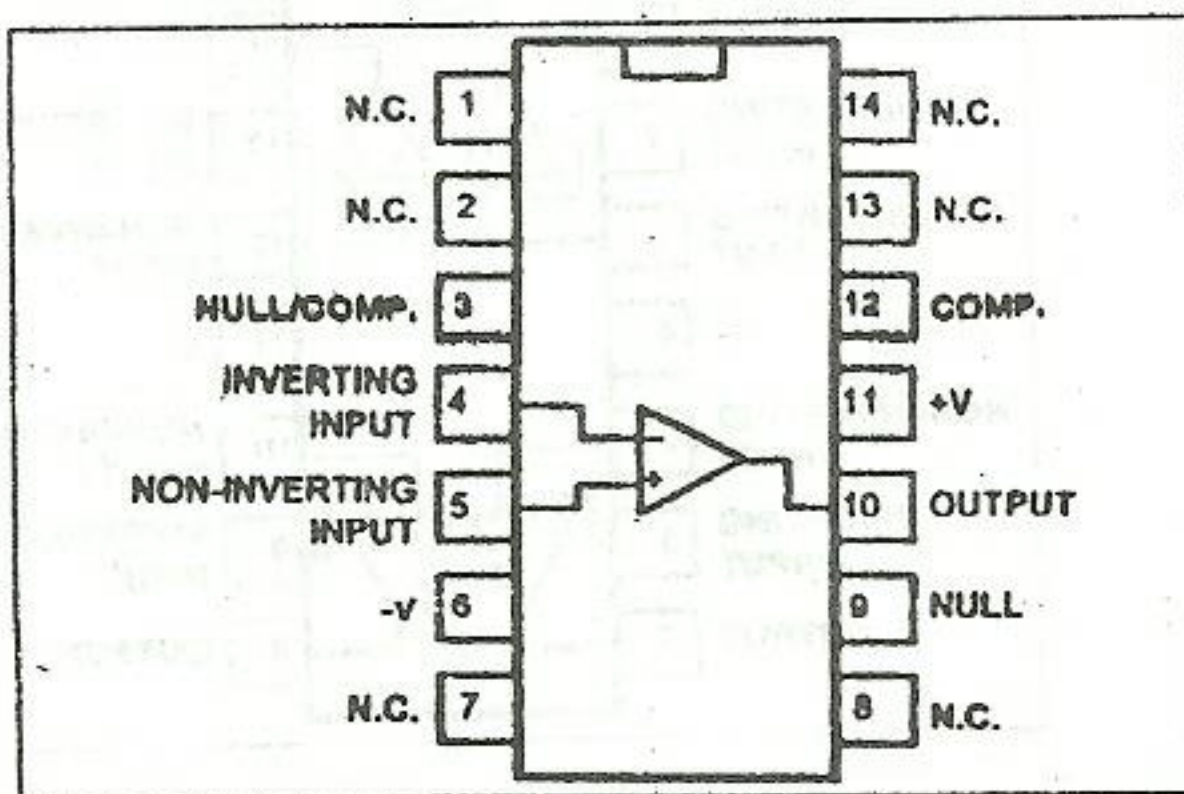 N.C. 1
14 N.C.
N.C. 2
13 N.C.
NULL/COMP. 3
12 COMP.
INVERTING
INPUT
4
11 +V
NON-INVERTING
INPUT
5
10 OUTPUT
-V 6
9 NULL
N.C. 7
8 N.C.